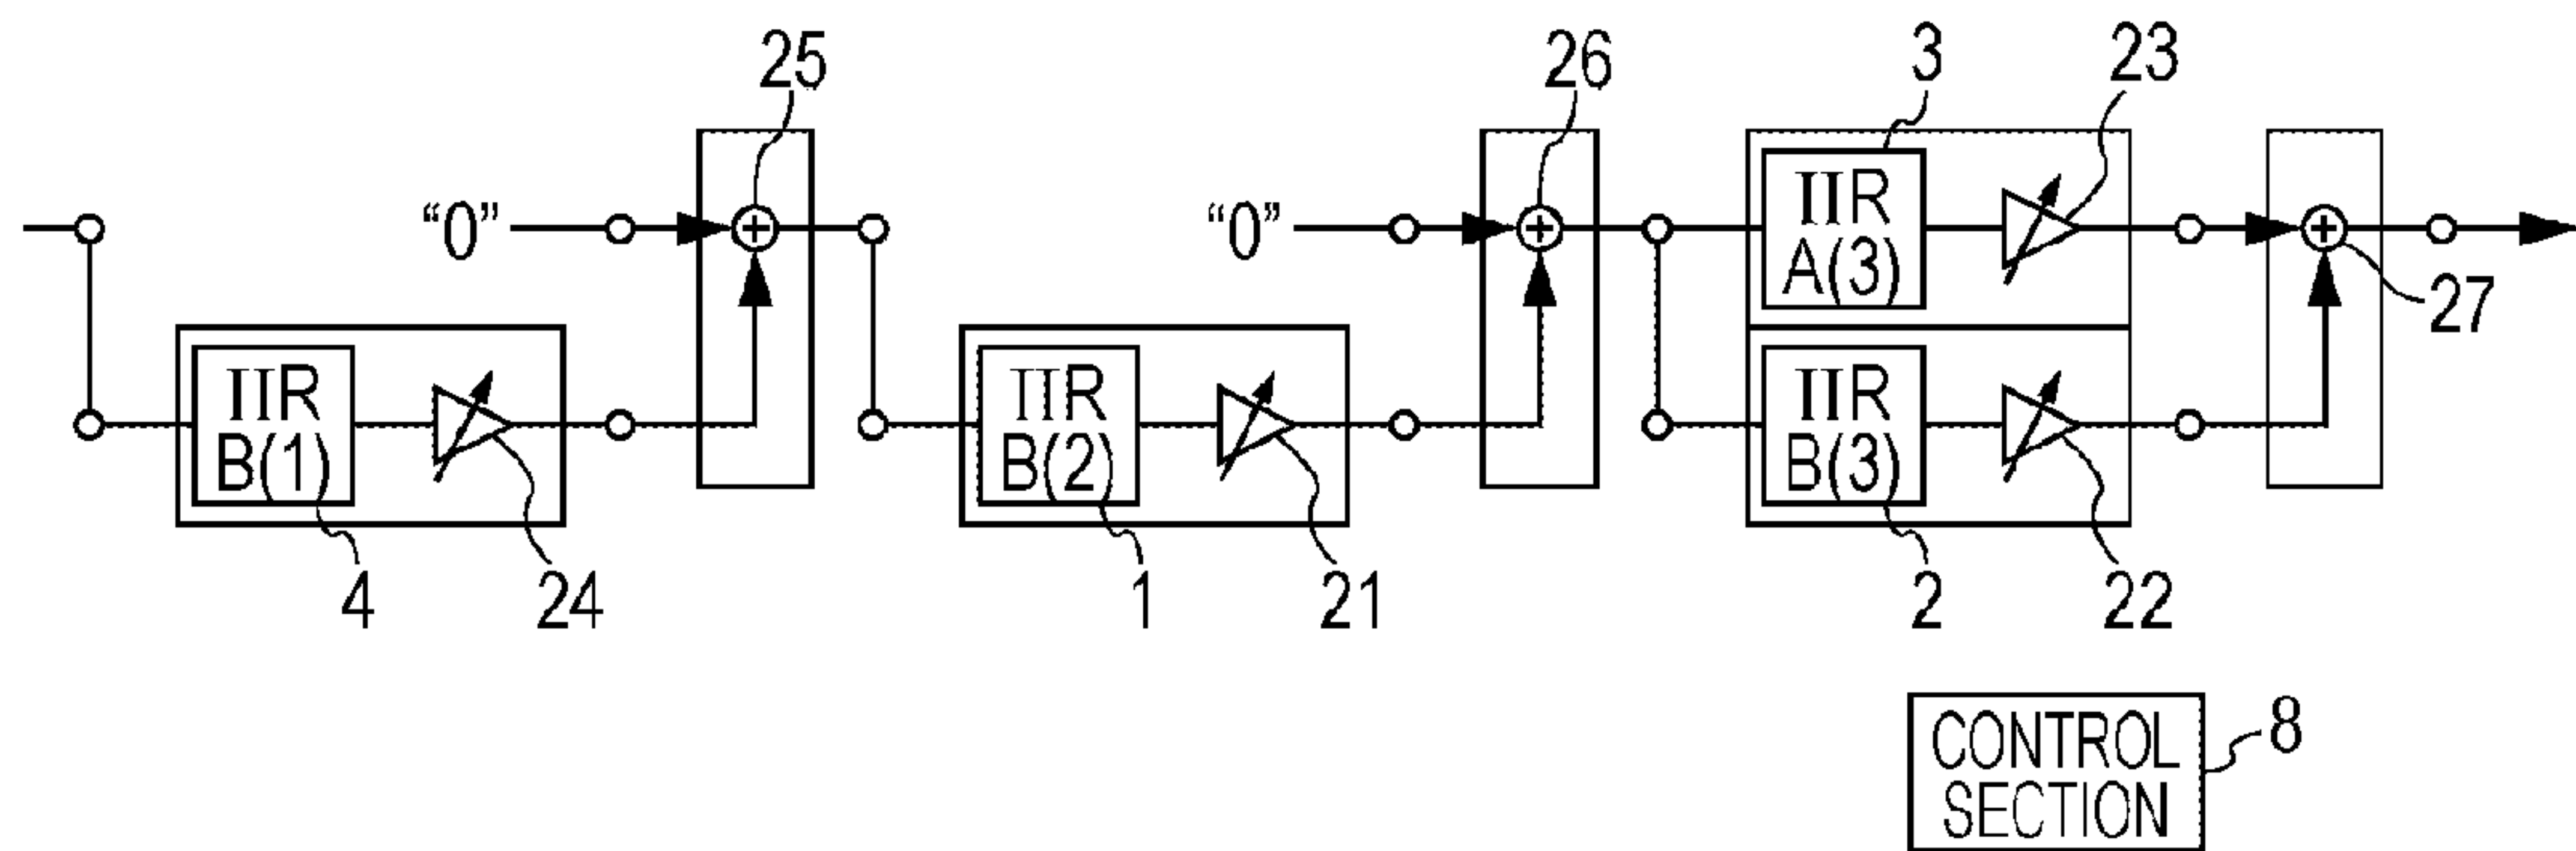 25
26
3
23
IIR
A(3)
"0"
"0"
27
IIR
B(1)
IIR
B(2)
IIR
B(3)
4
24
1
21
2
22
CONTROL
SECTION
8